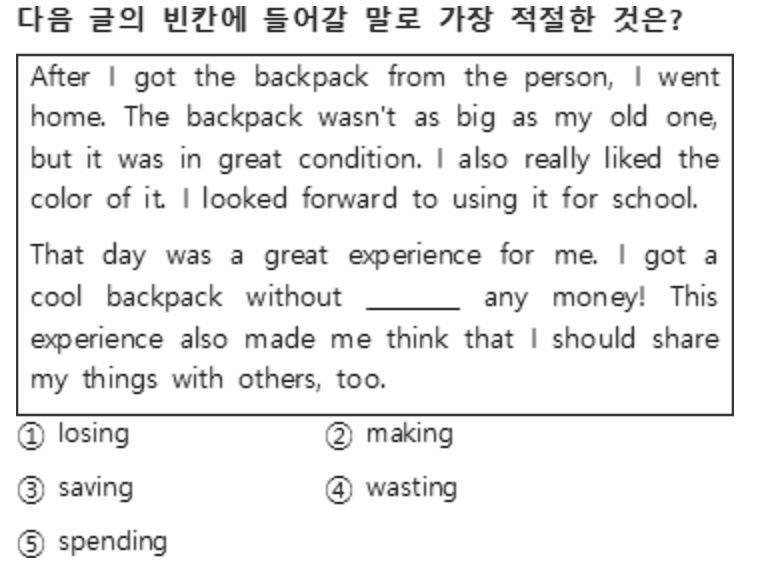 다음 글의 빈칸에 들어갈 말로 가장 적절한 것은?
After I got the backpack from the person, I went
home. The backpack wasn't as big as my old one,
but it was in great condition. I also really liked the
color of it. I looked forward to using it for school.
That day was a great experience for me. I got a
cool backpack without _______ any money! This
experience also made me think that I should share
my things with others, too.
① losing ② making
③ saving ④ wasting
⑤ spending